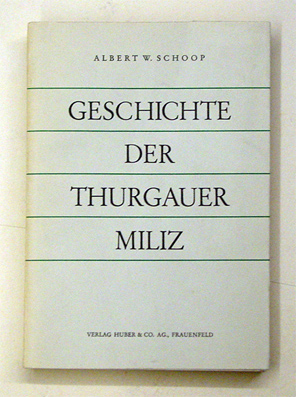 ALBERT W. SCHOOP
GESCHICHTE
DER
THURGAUER
MILIZ
VERLAG HUBER & CO. AG., FRAUENFELD